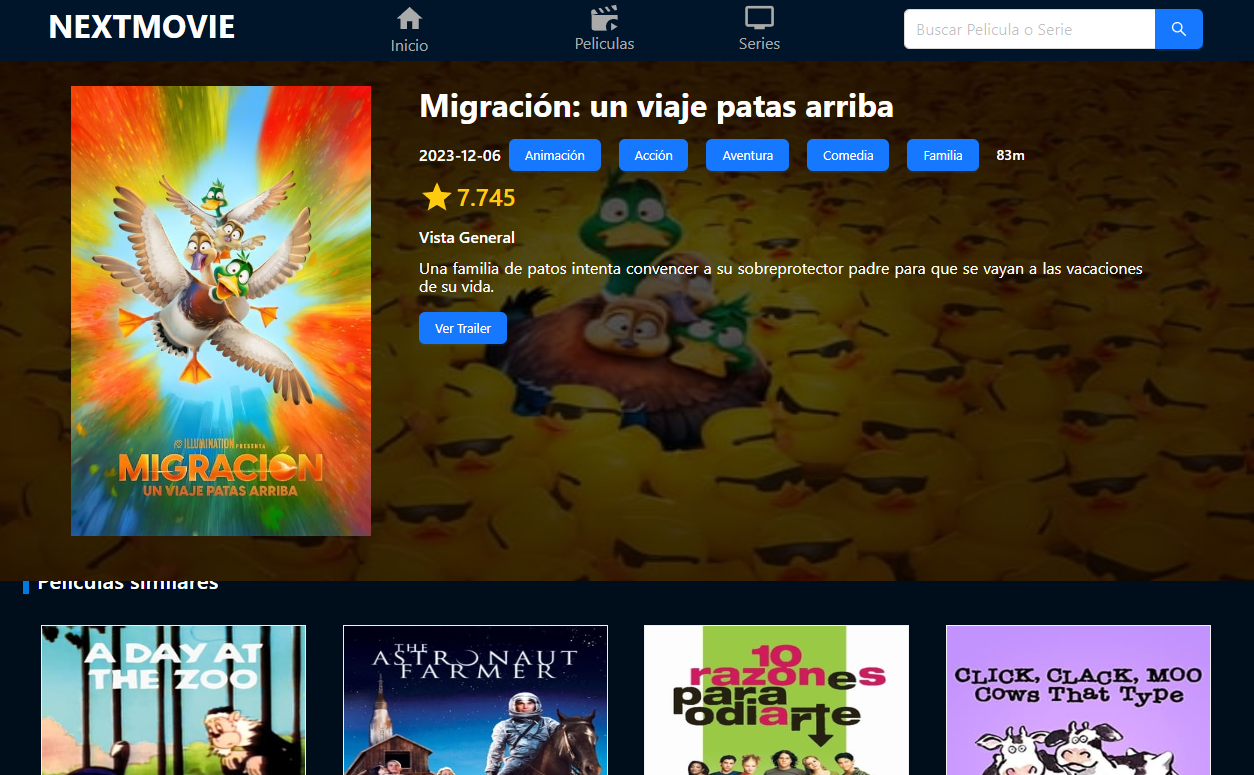 NEXTMOVIE
Inicio
Peliculas
Series
Buscar Pelicula o Serie
Migración: un viaje patas arriba
2023-12-06 Animación Acción Aventura Comedia Familia 83m
7.745
Vista General
Una familia de patos intenta convencer a su sobreprotector padre para que se vayan a las vacaciones
de su vida.
Ver Trailer
ILLUMINATION PRESENTA
MIGRACIÓN
UN VIAJE PATAS ARRIBA
Peliculas similares
A DAY AT
THE ZOO
THE
ASTRONAUT
FARMER
10
razones
para
odiarte
CLICK, CLACK, MOO
Cows That Type